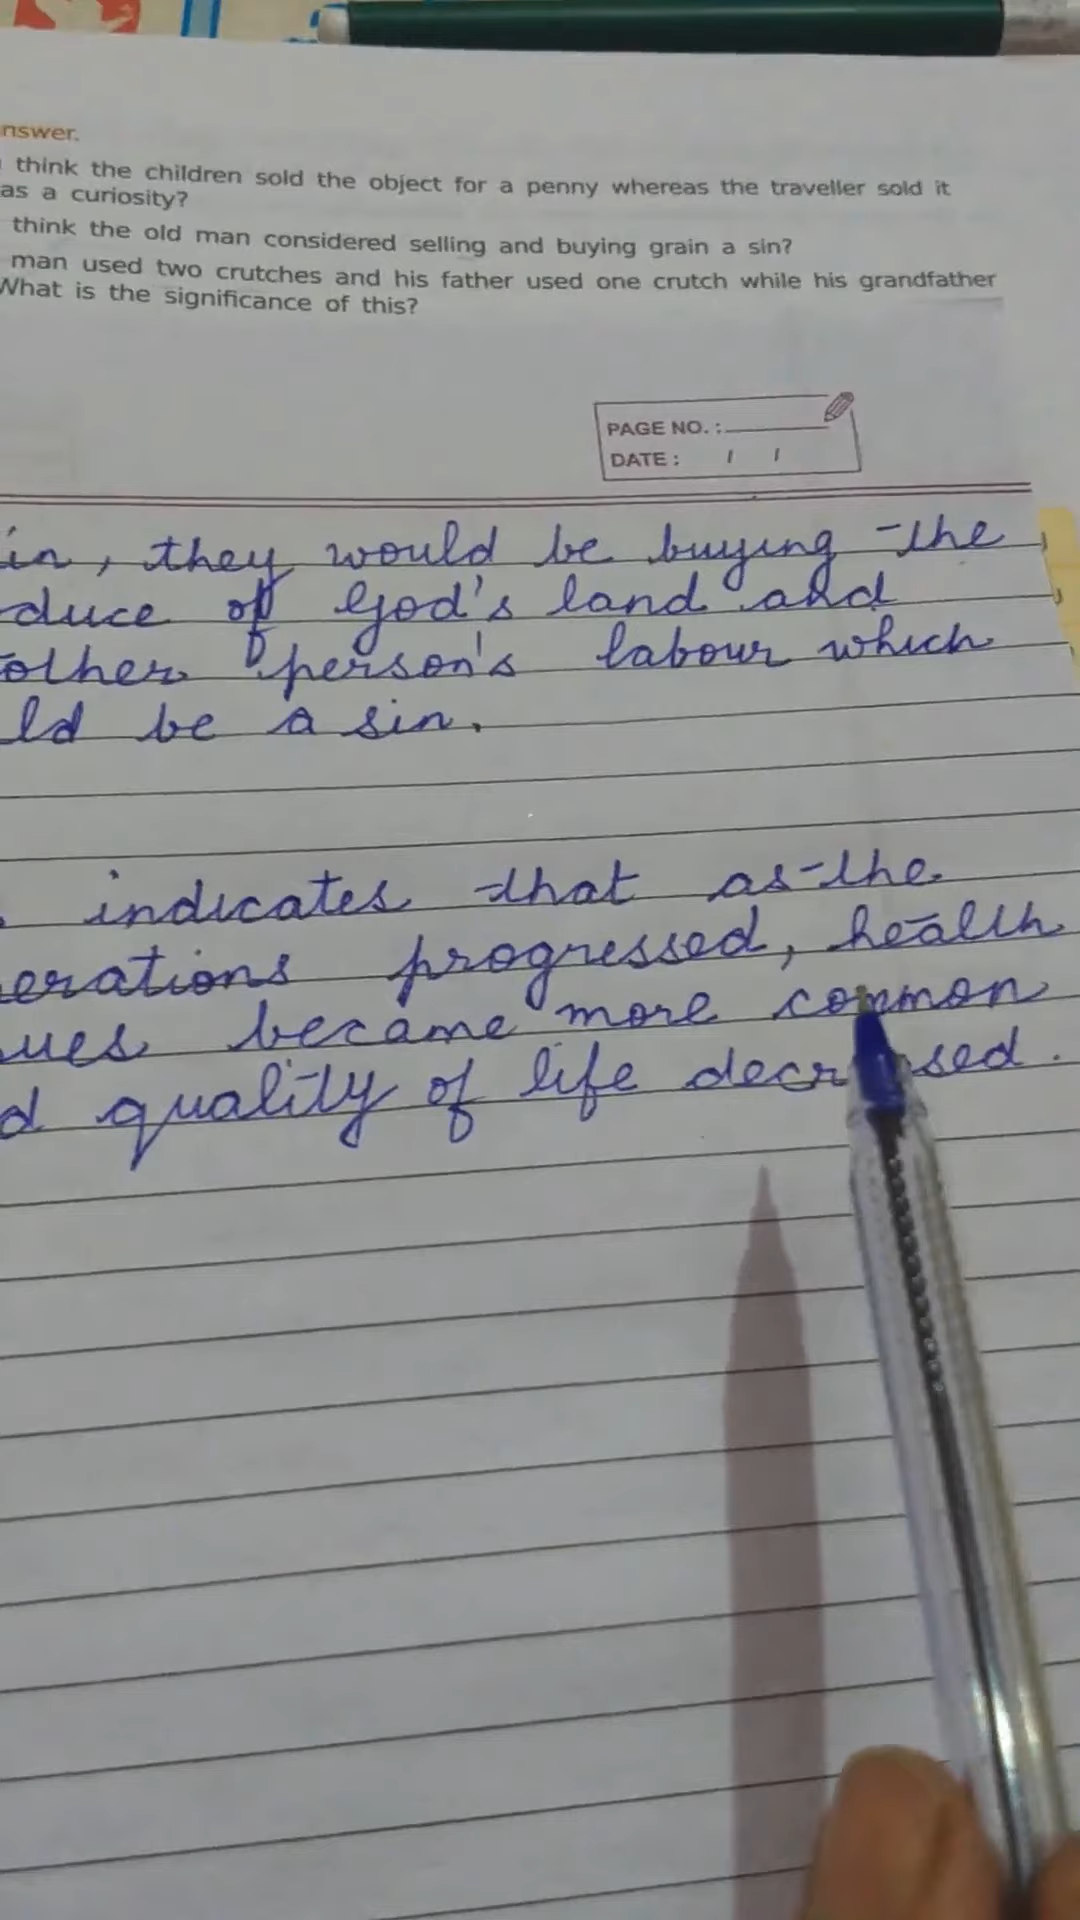 nswer.
think the children sold the object for a penny whereas the traveller sold it
as a curiosity?
think the old man considered selling and buying grain a sin?
man used two crutches and his father used one crutch while his grandfather
What is the significance of this?
PAGE NO. :
DATE : / /
in, they would be buying the
duce of God's land and
other person's labour which
ld be a sin.
indicates that as the
erations progressed, health
ues became more common
d quality of life decr sed.